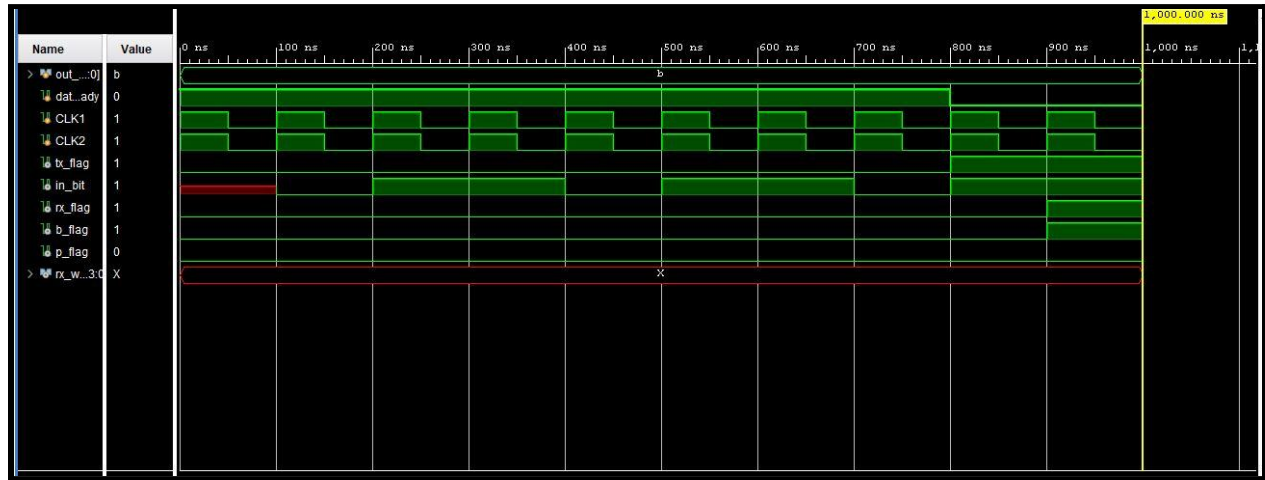 1,000.000 ns
Name Value 0 ns 100 ns 200 ns 300 ns 400 ns 500 ns 600 ns 700 ns 800 ns 900 ns 1,000 ns 1,1
> out_...:0] b b
dat...ady 0
CLK1 1
CLK2 1
tx_flag 1
in_bit 1
rx_flag 1
b_flag 1
p_flag 0
> rx_w...3:0 X X